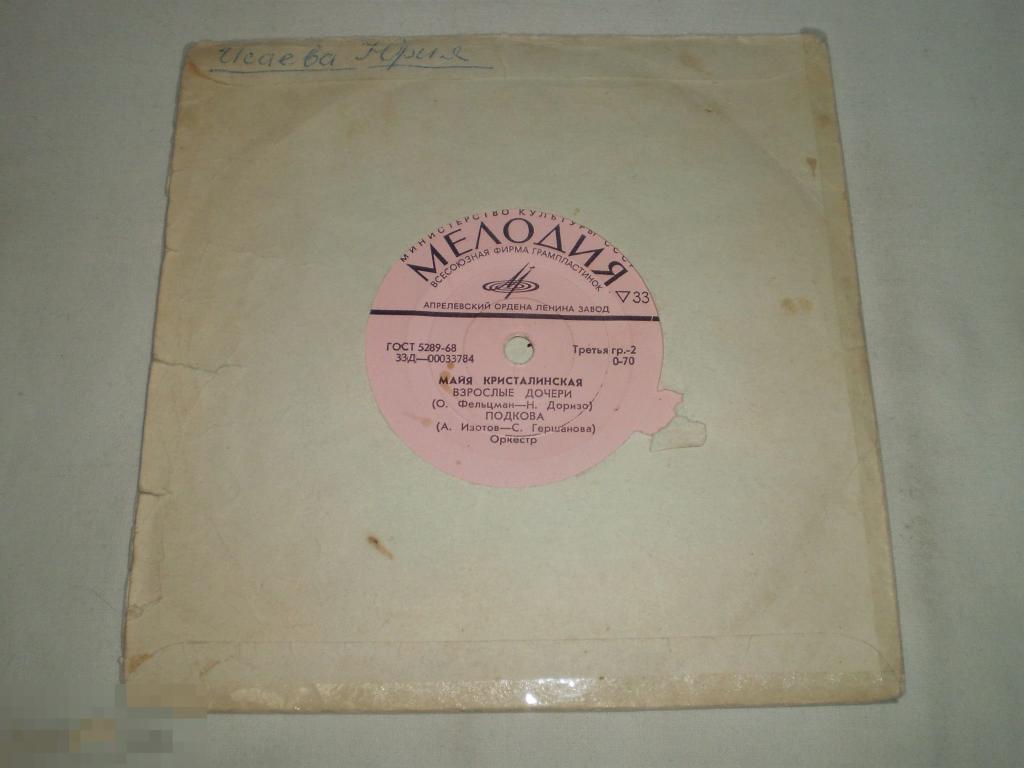 Исаева Юрия
МИНИСТЕРСТВО КУЛЬТУРЫ СССР
МЕЛОДИЯ
ВСЕСОЮЗНАЯ ФИРМА ГРАМПЛАСТИНОК
▽33
АПРЕЛЕВСКИЙ ОРДЕНА ЛЕНИНА ЗАВОД
ГОСТ 5289-68
33Д—00033784
Третья гр.-2
0-70
МАЙЯ КРИСТАЛИНСКАЯ
ВЗРОСЛЫЕ ДОЧЕРИ
(О. Фельцман—Н. Доризо)
ПОДКОВА
(А. Изотов—С. Гершанова)
Оркестр